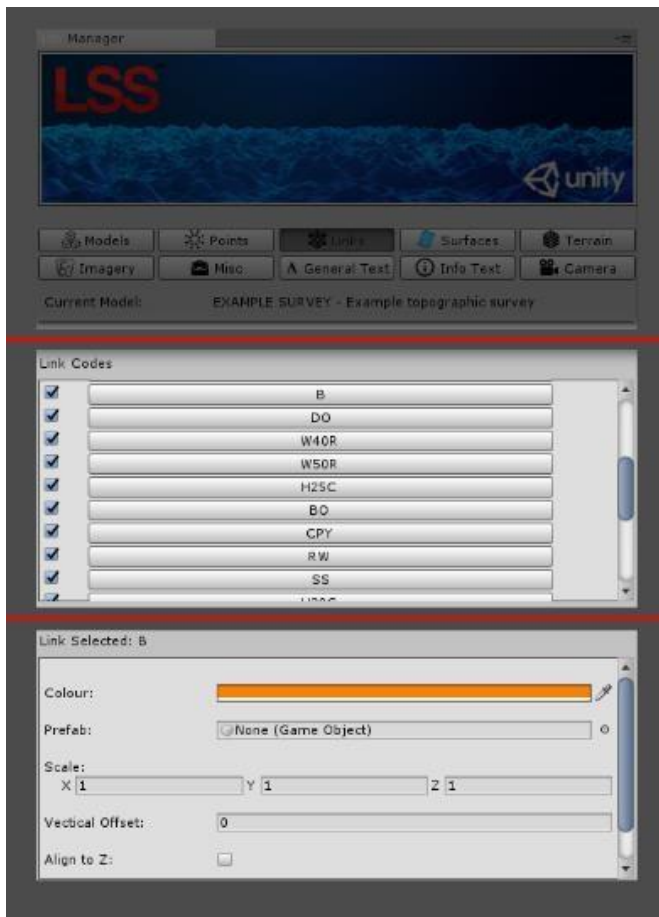 Manager
LSS
unity
Models Points Links Surfaces Terrain
Imagery Misc A General Text Info Text Camera
Current Model: EXAMPLE SURVEY - Example topographic survey
Link Codes
B
DO
W40R
W50R
H2SC
BO
CPY
RW
SS
Link Selected: B
Colour:
Prefab: None (Game Object)
Scale:
X 1 Y 1 Z 1
Vectical Offset: 0
Align to Z: